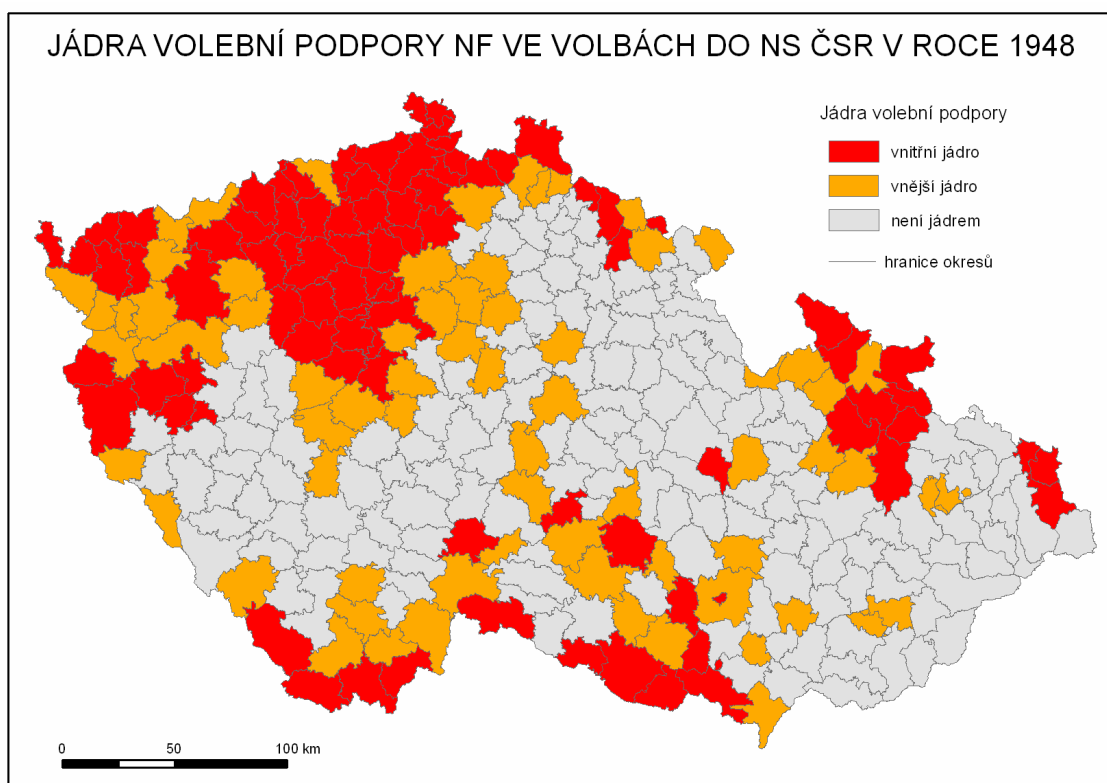 JÁDRA VOLEBNÍ PODPORY NF VE VOLBÁCH DO NS ČSR V ROCE 1948
Jádra volební podpory
vnitřní jádro
vnější jádro
není jádrem
hranice okresů
0 50 100 km